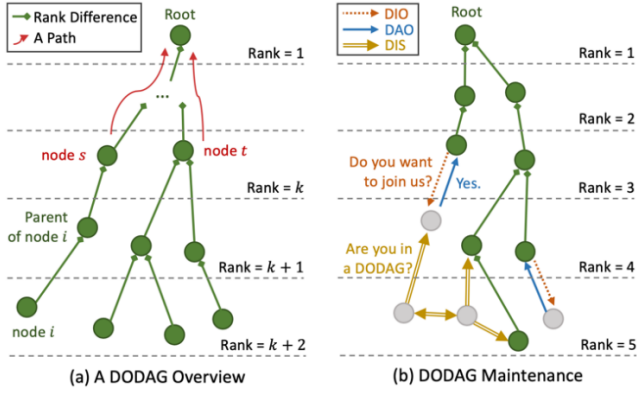 Rank Difference
A Path
Root
Rank = 1
...
node s
node t
Rank = k
Parent
of node i
Rank = k + 1
node i
Rank = k + 2
(a) A DODAG Overview
DIO
DAO
DIS
Root
Rank = 1
Rank = 2
Do you want
to join us?
Yes.
Rank = 3
Are you in
a DODAG?
Rank = 4
Rank = 5
(b) DODAG Maintenance